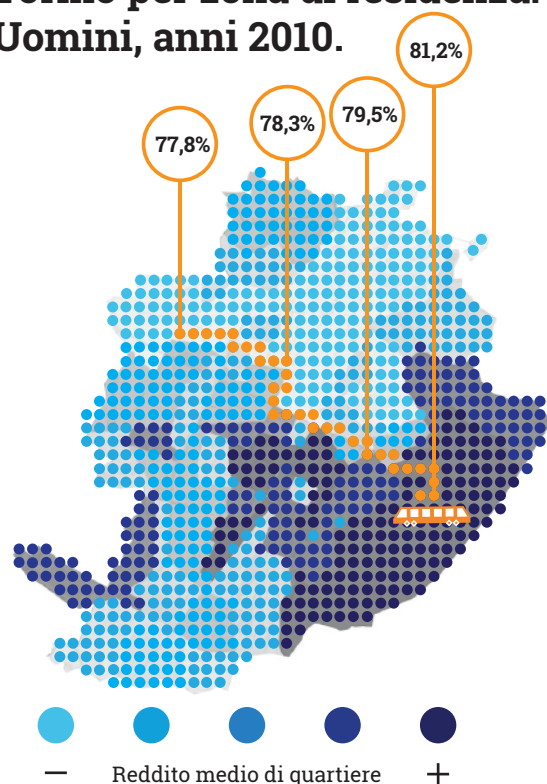 Uomini, anni 2010.
81,2%
79,5%
78,3%
77,8%
– Reddito medio di quartiere +